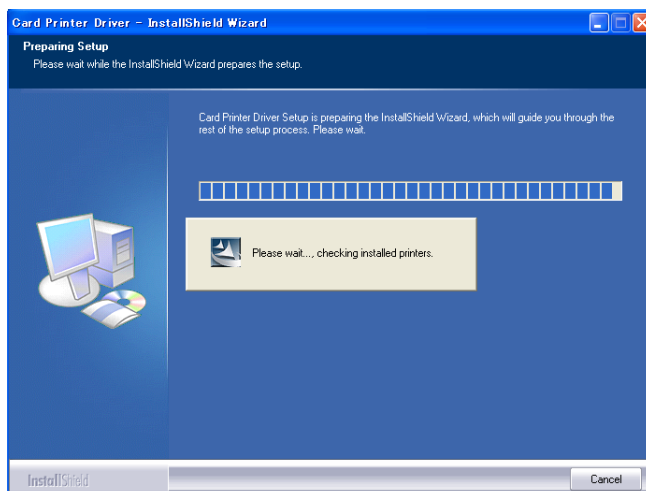 Card Printer Driver - InstallShield Wizard
Preparing Setup
Please wait while the InstallShield Wizard prepares the setup.
Card Printer Driver Setup is preparing the InstallShield Wizard, which will guide you through the
rest of the setup process. Please wait.
Please wait..., checking installed printers.
InstallShield
Cancel